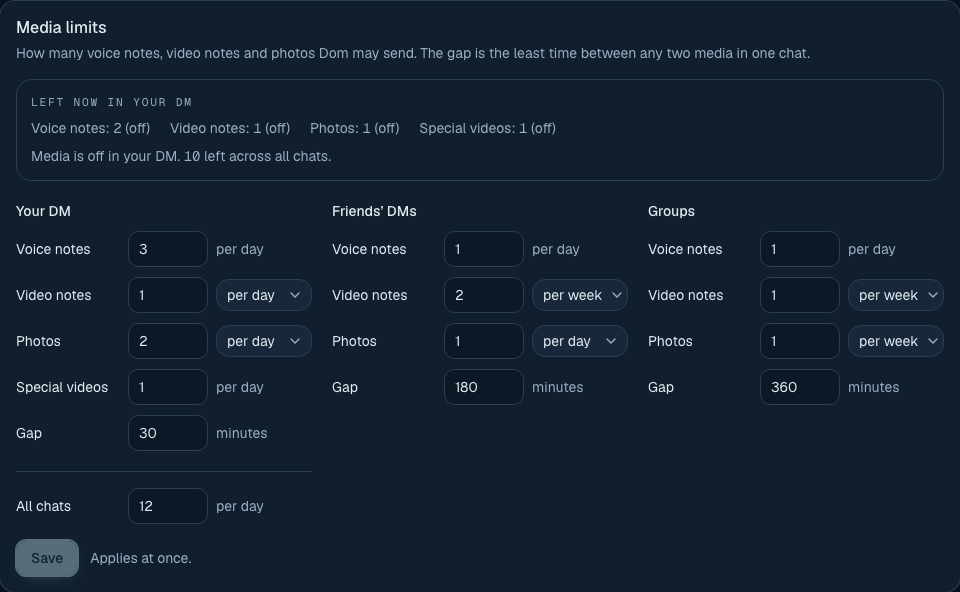 Media limits
How many voice notes, video notes and photos Dom may send. The gap is the least time between any two media in one chat.
LEFT NOW IN YOUR DM
Voice notes: 2 (off) Video notes: 1 (off) Photos: 1 (off) Special videos: 1 (off)
Media is off in your DM. 10 left across all chats.
Your DM
Voice notes 3 per day
Video notes 1 per day
Photos 2 per day
Special videos 1 per day
Gap 30 minutes
All chats 12 per day
Friends’ DMs
Voice notes 1 per day
Video notes 2 per week
Photos 1 per day
Gap 180 minutes
Groups
Voice notes 1 per day
Video notes 1 per week
Photos 1 per week
Gap 360 minutes
Save Applies at once.